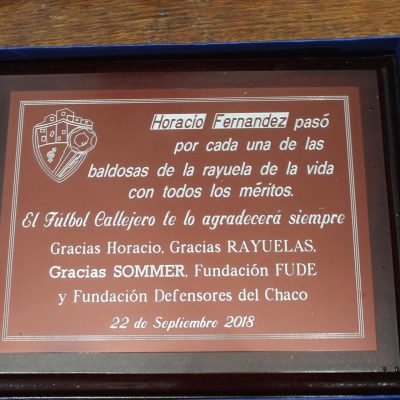 Horacio Fernandez pasó
por cada una de las
baldosas de la rayuela de la vida
con todos los méritos.
El Fútbol Callejero le lo agradecerá siempre
Gracias Horacio, Gracias RAYUELAS,
Gracias SOMMER, Fundación FUDE
y Fundación Defensores del Chaco
22 de Septiembre 2018